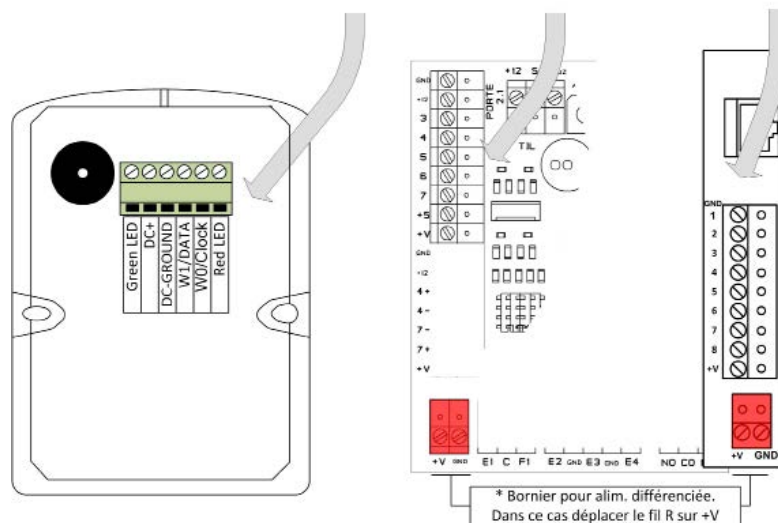 Green LED
DC+
DC-GROUND
W1/DATA
W0/Clock
Red LED
GND
+12
3
4
5
6
7
+5
+V
GND
-12
4+
4-
7-
7+
+V
+12 S
PORTE
2.1
TIL
+V GND
E1 C F1
E2 GND E3 GND E4
NO CO
GND
1
2
3
4
5
6
7
8
+V
+V GND
* Bornier pour alim. différenciée.
Dans ce cas déplacer le fil R sur +V